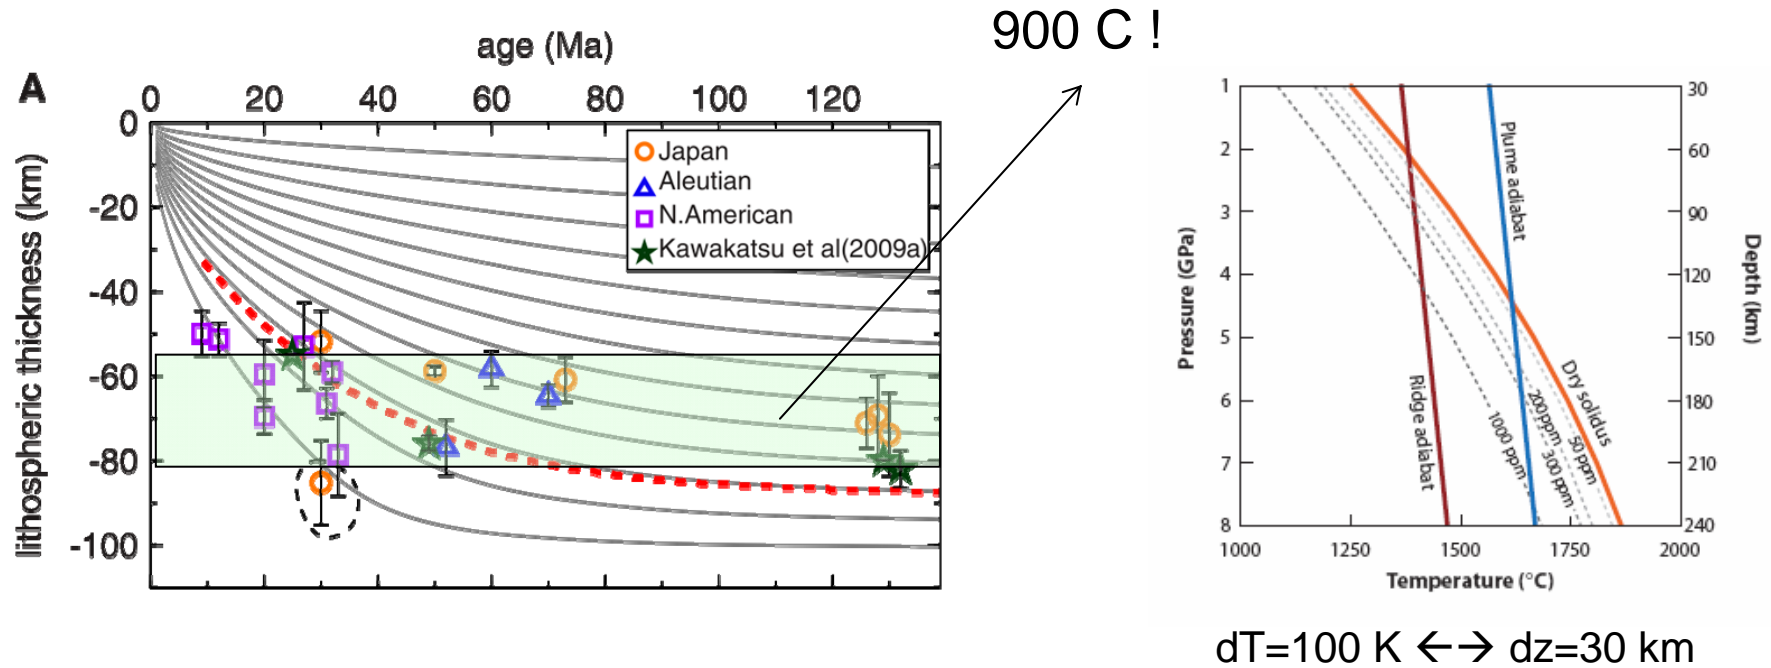 900 C !
age (Ma)
A
0 20 40 60 80 100 120
0
-20
-40
-60
-80
-100
lithospheric thickness (km)
Japan
Aleutian
N.American
Kawakatsu et al(2009a)
1
2
3
4
5
6
7
8
Pressure (GPa)
30
60
90
120
150
180
210
240
Depth (km)
Plume adiabat
Ridge adiabat
Dry solidus
1000 ppm
200 ppm
300 ppm
50 ppm
1000 1250 1500 1750 2000
Temperature (°C)
dT=100 K ←→ dz=30 km